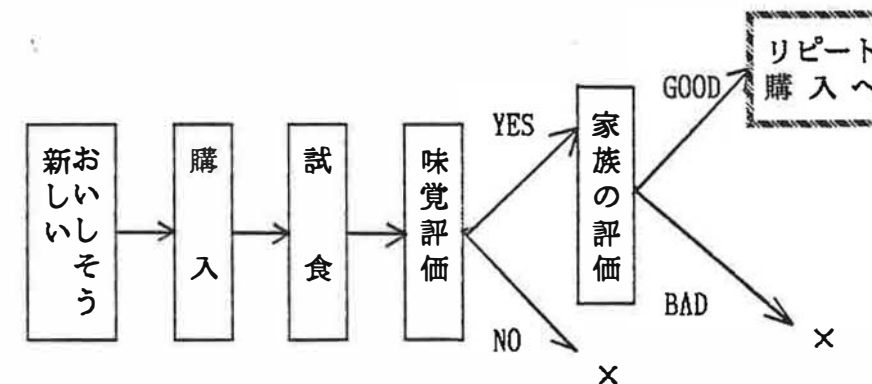 おいしそう
新しい
購入
試食
味覚評価
YES
NO
×
家族の評価
GOOD
BAD
×
リピート
購入へ